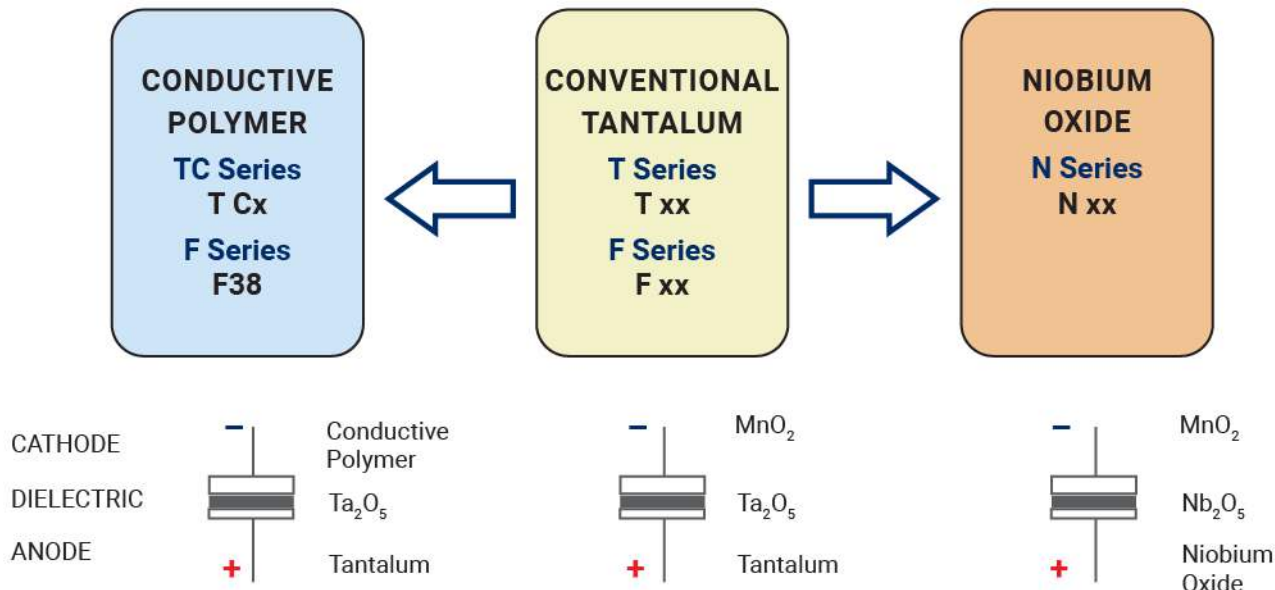 CONDUCTIVE
POLYMER
TC Series
T Cx
F Series
F38
CONVENTIONAL
TANTALUM
T Series
T xx
F Series
F xx
NIOBIUM
OXIDE
N Series
N xx
CATHODE
DIELECTRIC
ANODE
–
Conductive
Polymer
Ta₂O₅
+
Tantalum
–
MnO₂
Ta₂O₅
+
Tantalum
–
MnO₂
Nb₂O₅
+
Niobium
Oxide